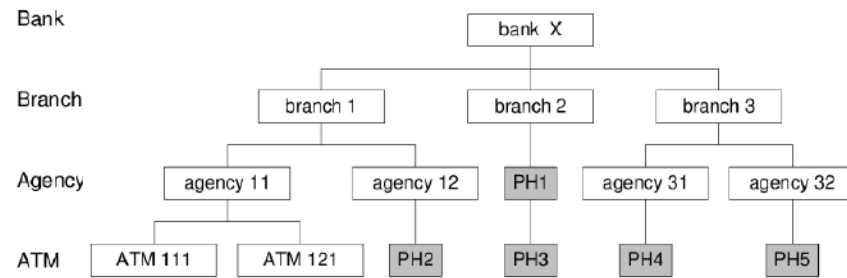 Bank
bank X
Branch
branch 1
branch 2
branch 3
Agency
agency 11
agency 12
PH1
agency 31
agency 32
ATM
ATM 111
ATM 121
PH2
PH3
PH4
PH5